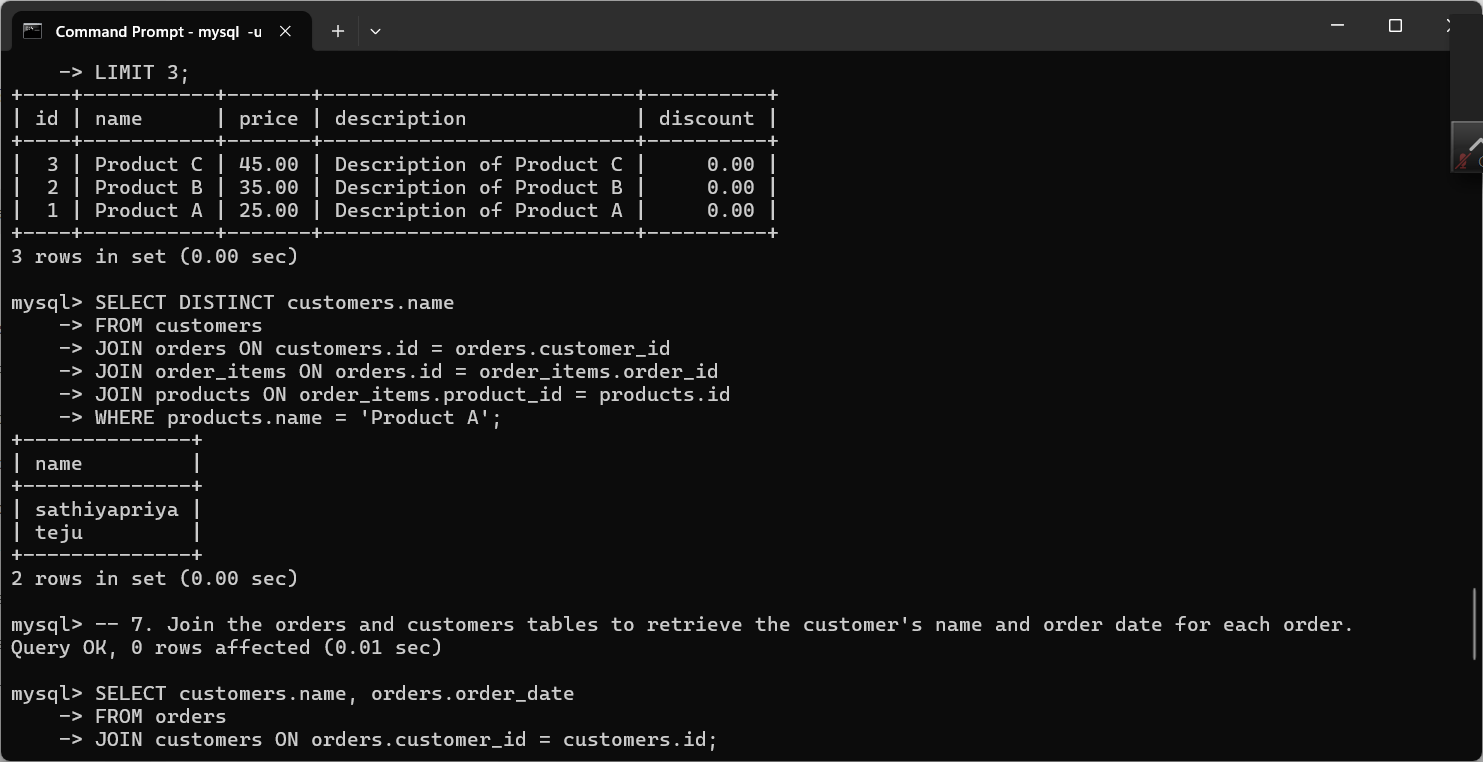 Command Prompt - mysql  -u
    -> LIMIT 3;
+----+-----------+-------+--------------------------+----------+
| id | name      | price | description              | discount |
+----+-----------+-------+--------------------------+----------+
|  3 | Product C | 45.00 | Description of Product C |     0.00 |
|  2 | Product B | 35.00 | Description of Product B |     0.00 |
|  1 | Product A | 25.00 | Description of Product A |     0.00 |
+----+-----------+-------+--------------------------+----------+
3 rows in set (0.00 sec)
mysql> SELECT DISTINCT customers.name
    -> FROM customers
    -> JOIN orders ON customers.id = orders.customer_id
    -> JOIN order_items ON orders.id = order_items.order_id
    -> JOIN products ON order_items.product_id = products.id
    -> WHERE products.name = 'Product A';
+--------------+
| name         |
+--------------+
| sathiyapriya |
| teju         |
+--------------+
2 rows in set (0.00 sec)
mysql> -- 7. Join the orders and customers tables to retrieve the customer's name and order date for each order.
Query OK, 0 rows affected (0.01 sec)
mysql> SELECT customers.name, orders.order_date
    -> FROM orders
    -> JOIN customers ON orders.customer_id = customers.id;